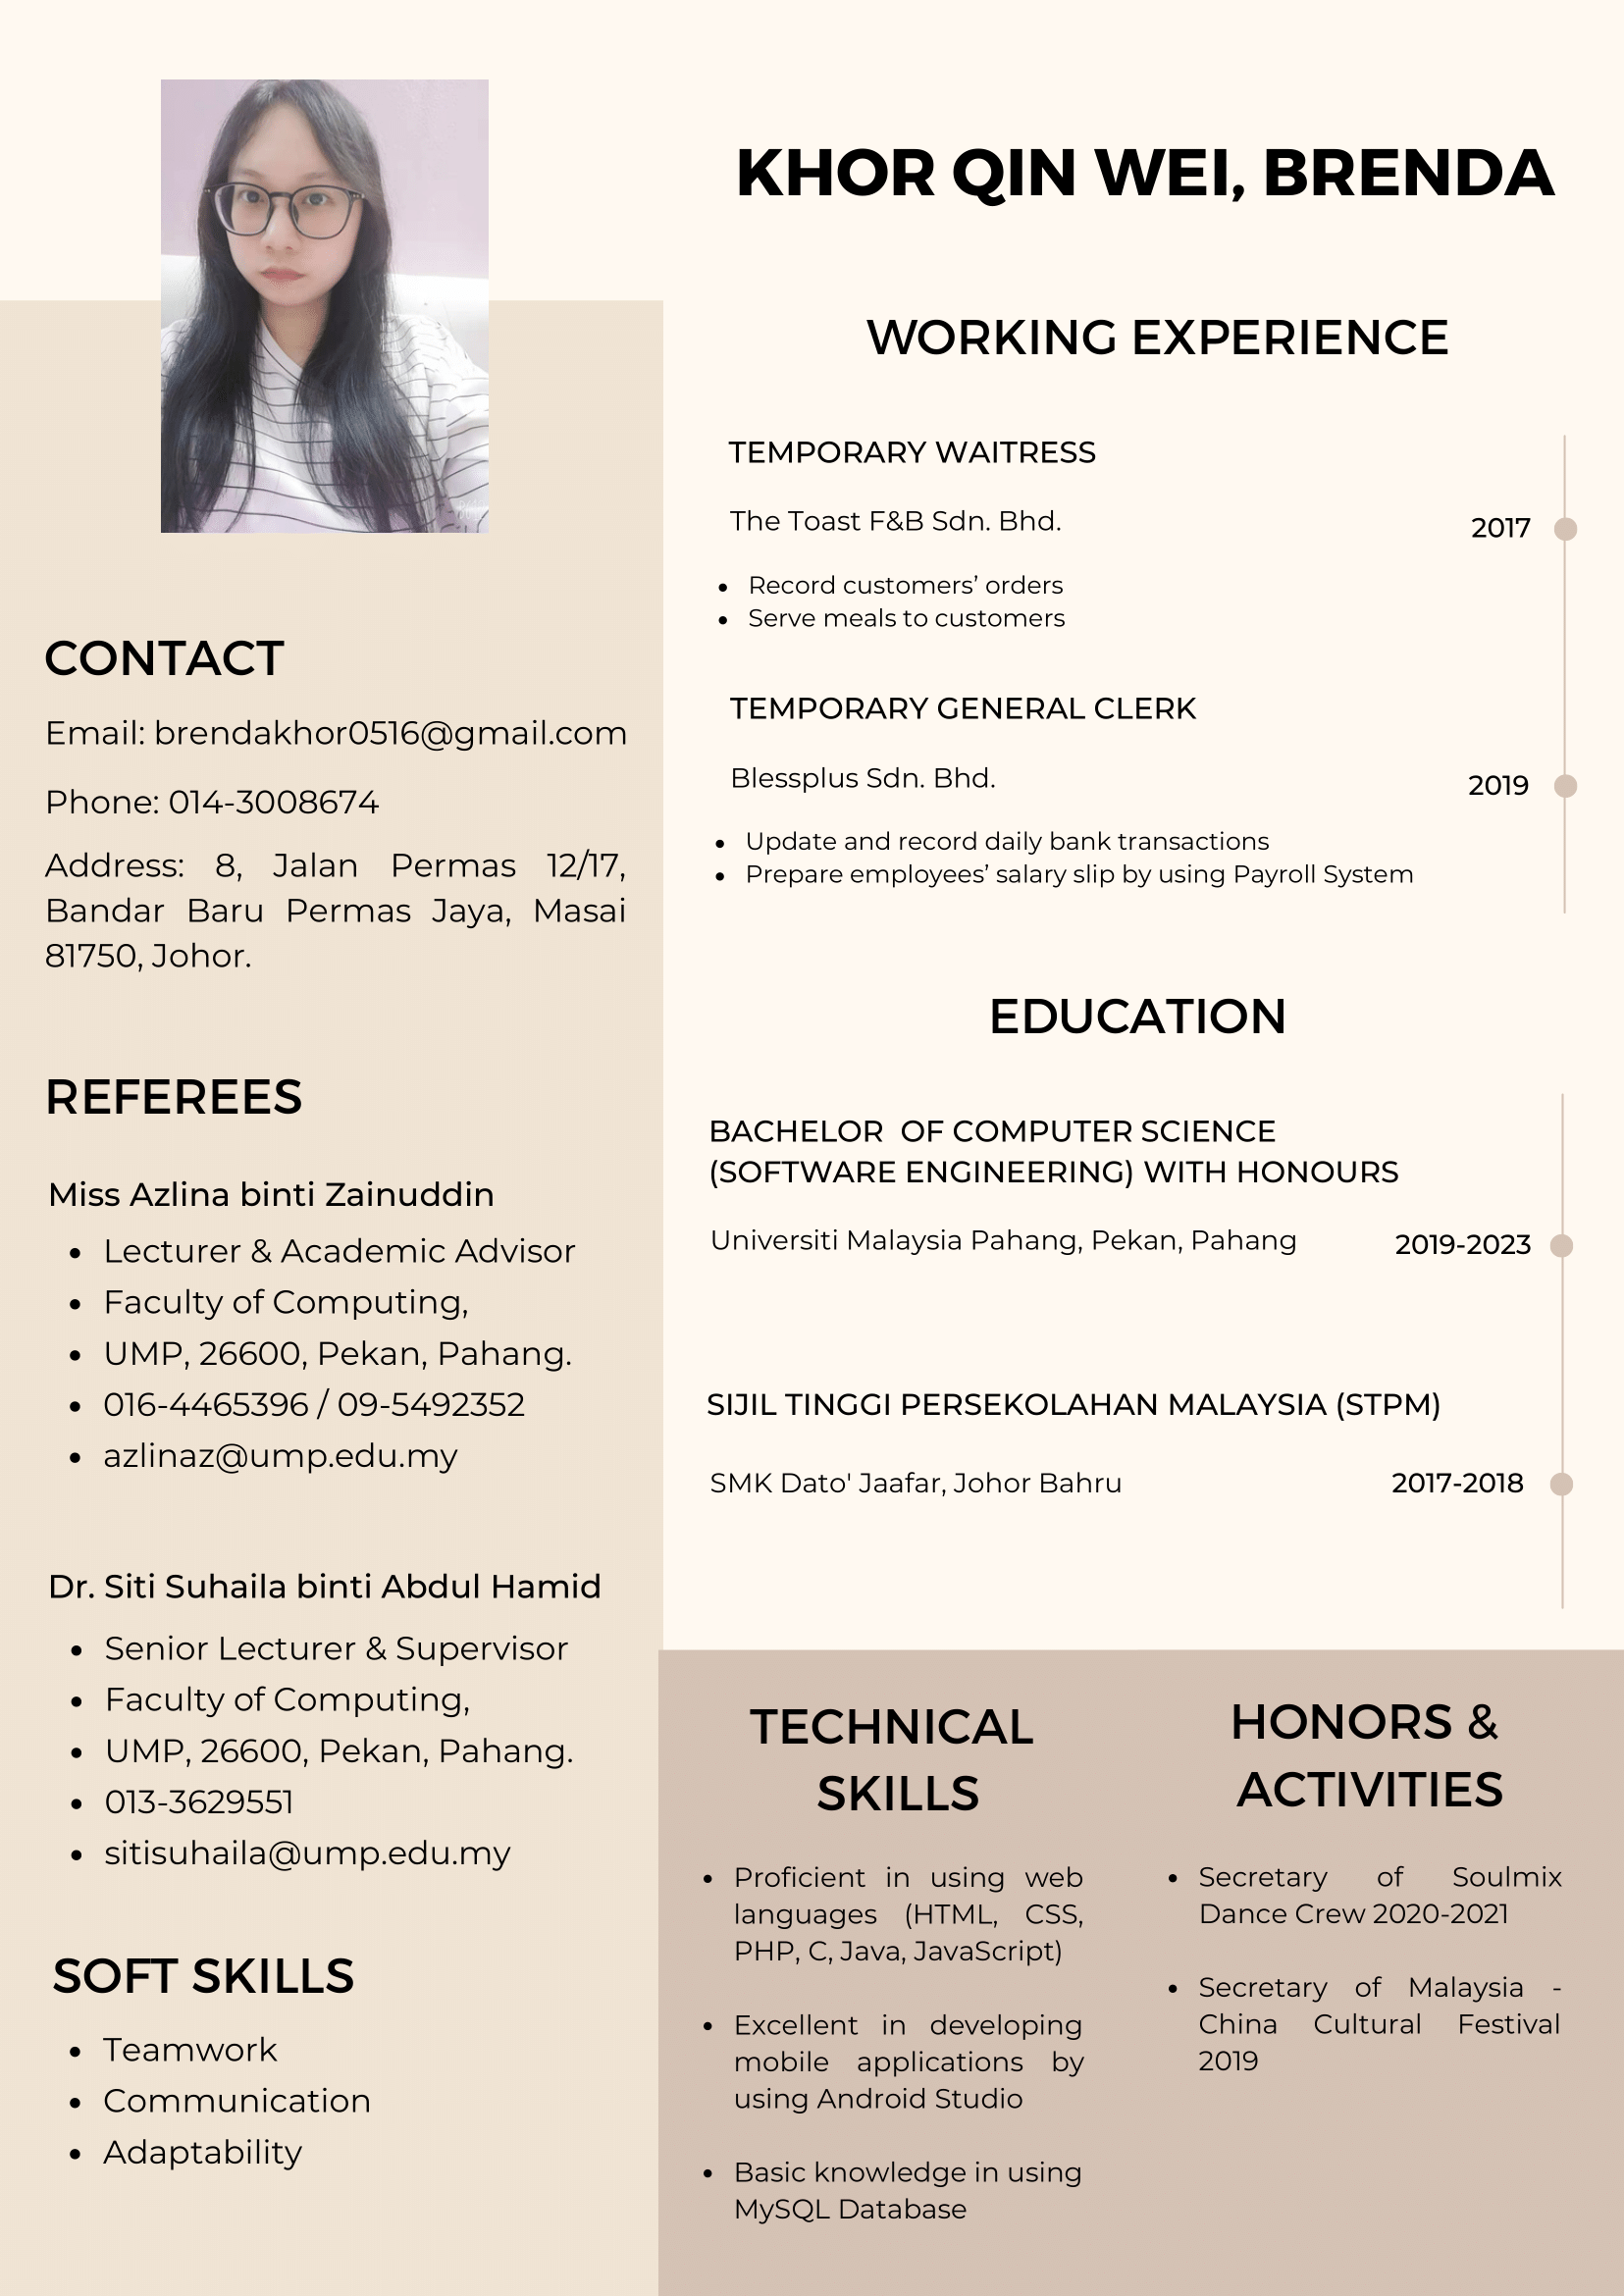 KHOR QIN WEI, BRENDA
CONTACT
Email: brendakhor0516@gmail.com
Phone: 014-3008674
Address: 8, Jalan Permas 12/17,
Bandar Baru Permas Jaya, Masai
81750, Johor.
REFEREES
Miss Azlina binti Zainuddin
• Lecturer & Academic Advisor
• Faculty of Computing,
• UMP, 26600, Pekan, Pahang.
• 016-4465396 / 09-5492352
• azlinaz@ump.edu.my
Dr. Siti Suhaila binti Abdul Hamid
• Senior Lecturer & Supervisor
• Faculty of Computing,
• UMP, 26600, Pekan, Pahang.
• 013-3629551
• sitisuhaila@ump.edu.my
SOFT SKILLS
• Teamwork
• Communication
• Adaptability
WORKING EXPERIENCE
TEMPORARY WAITRESS
The Toast F&B Sdn. Bhd.
2017
• Record customers’ orders
• Serve meals to customers
TEMPORARY GENERAL CLERK
Blessplus Sdn. Bhd.
2019
• Update and record daily bank transactions
• Prepare employees’ salary slip by using Payroll System
EDUCATION
BACHELOR  OF COMPUTER SCIENCE
(SOFTWARE ENGINEERING) WITH HONOURS
Universiti Malaysia Pahang, Pekan, Pahang
2019-2023
SIJIL TINGGI PERSEKOLAHAN MALAYSIA (STPM)
SMK Dato' Jaafar, Johor Bahru
2017-2018
TECHNICAL
SKILLS
• Proficient in using web
languages (HTML, CSS,
PHP, C, Java, JavaScript)
• Excellent in developing
mobile applications by
using Android Studio
• Basic knowledge in using
MySQL Database
HONORS &
ACTIVITIES
• Secretary of Soulmix
Dance Crew 2020-2021
• Secretary of Malaysia -
China Cultural Festival
2019